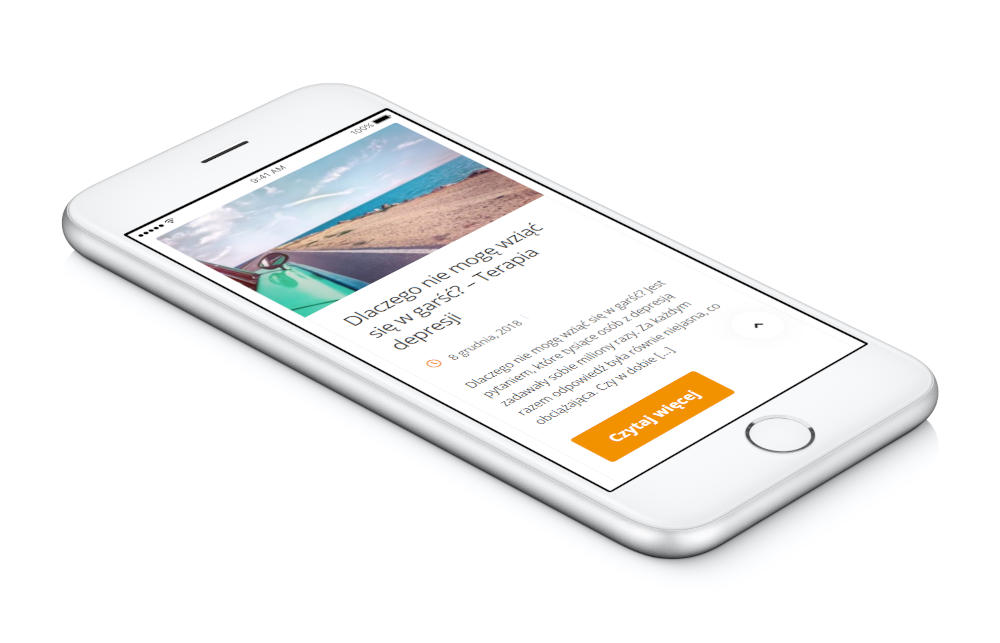 9:41 AM
100%
Dlaczego nie mogę wziąć
się w garść? – Terapia
depresji
8 grudnia, 2018
Dlaczego nie mogę wziąć się w garść? Jest
pytaniem, które tysiące osób z depresją
zadawały sobie miliony razy. Za każdym
razem odpowiedź była równie niejasna, co
obciążająca. Czy w dobie [...]
Czytaj więcej